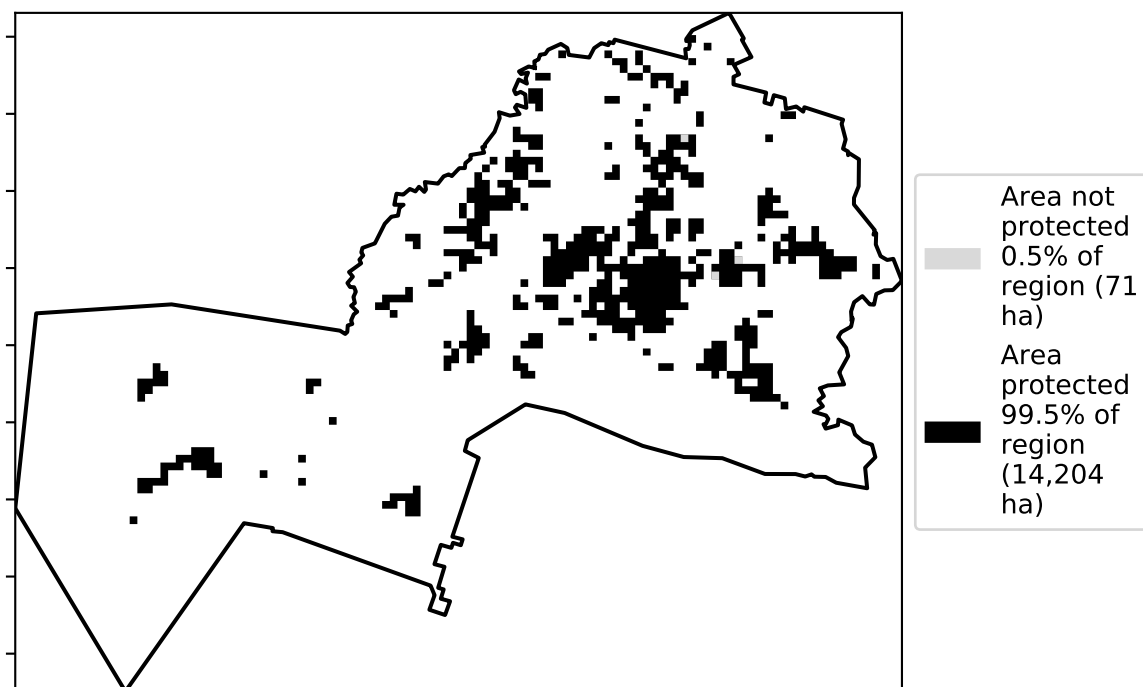 Area not
protected
0.5% of
region (71
ha)
Area
protected
99.5% of
region
(14,204
ha)